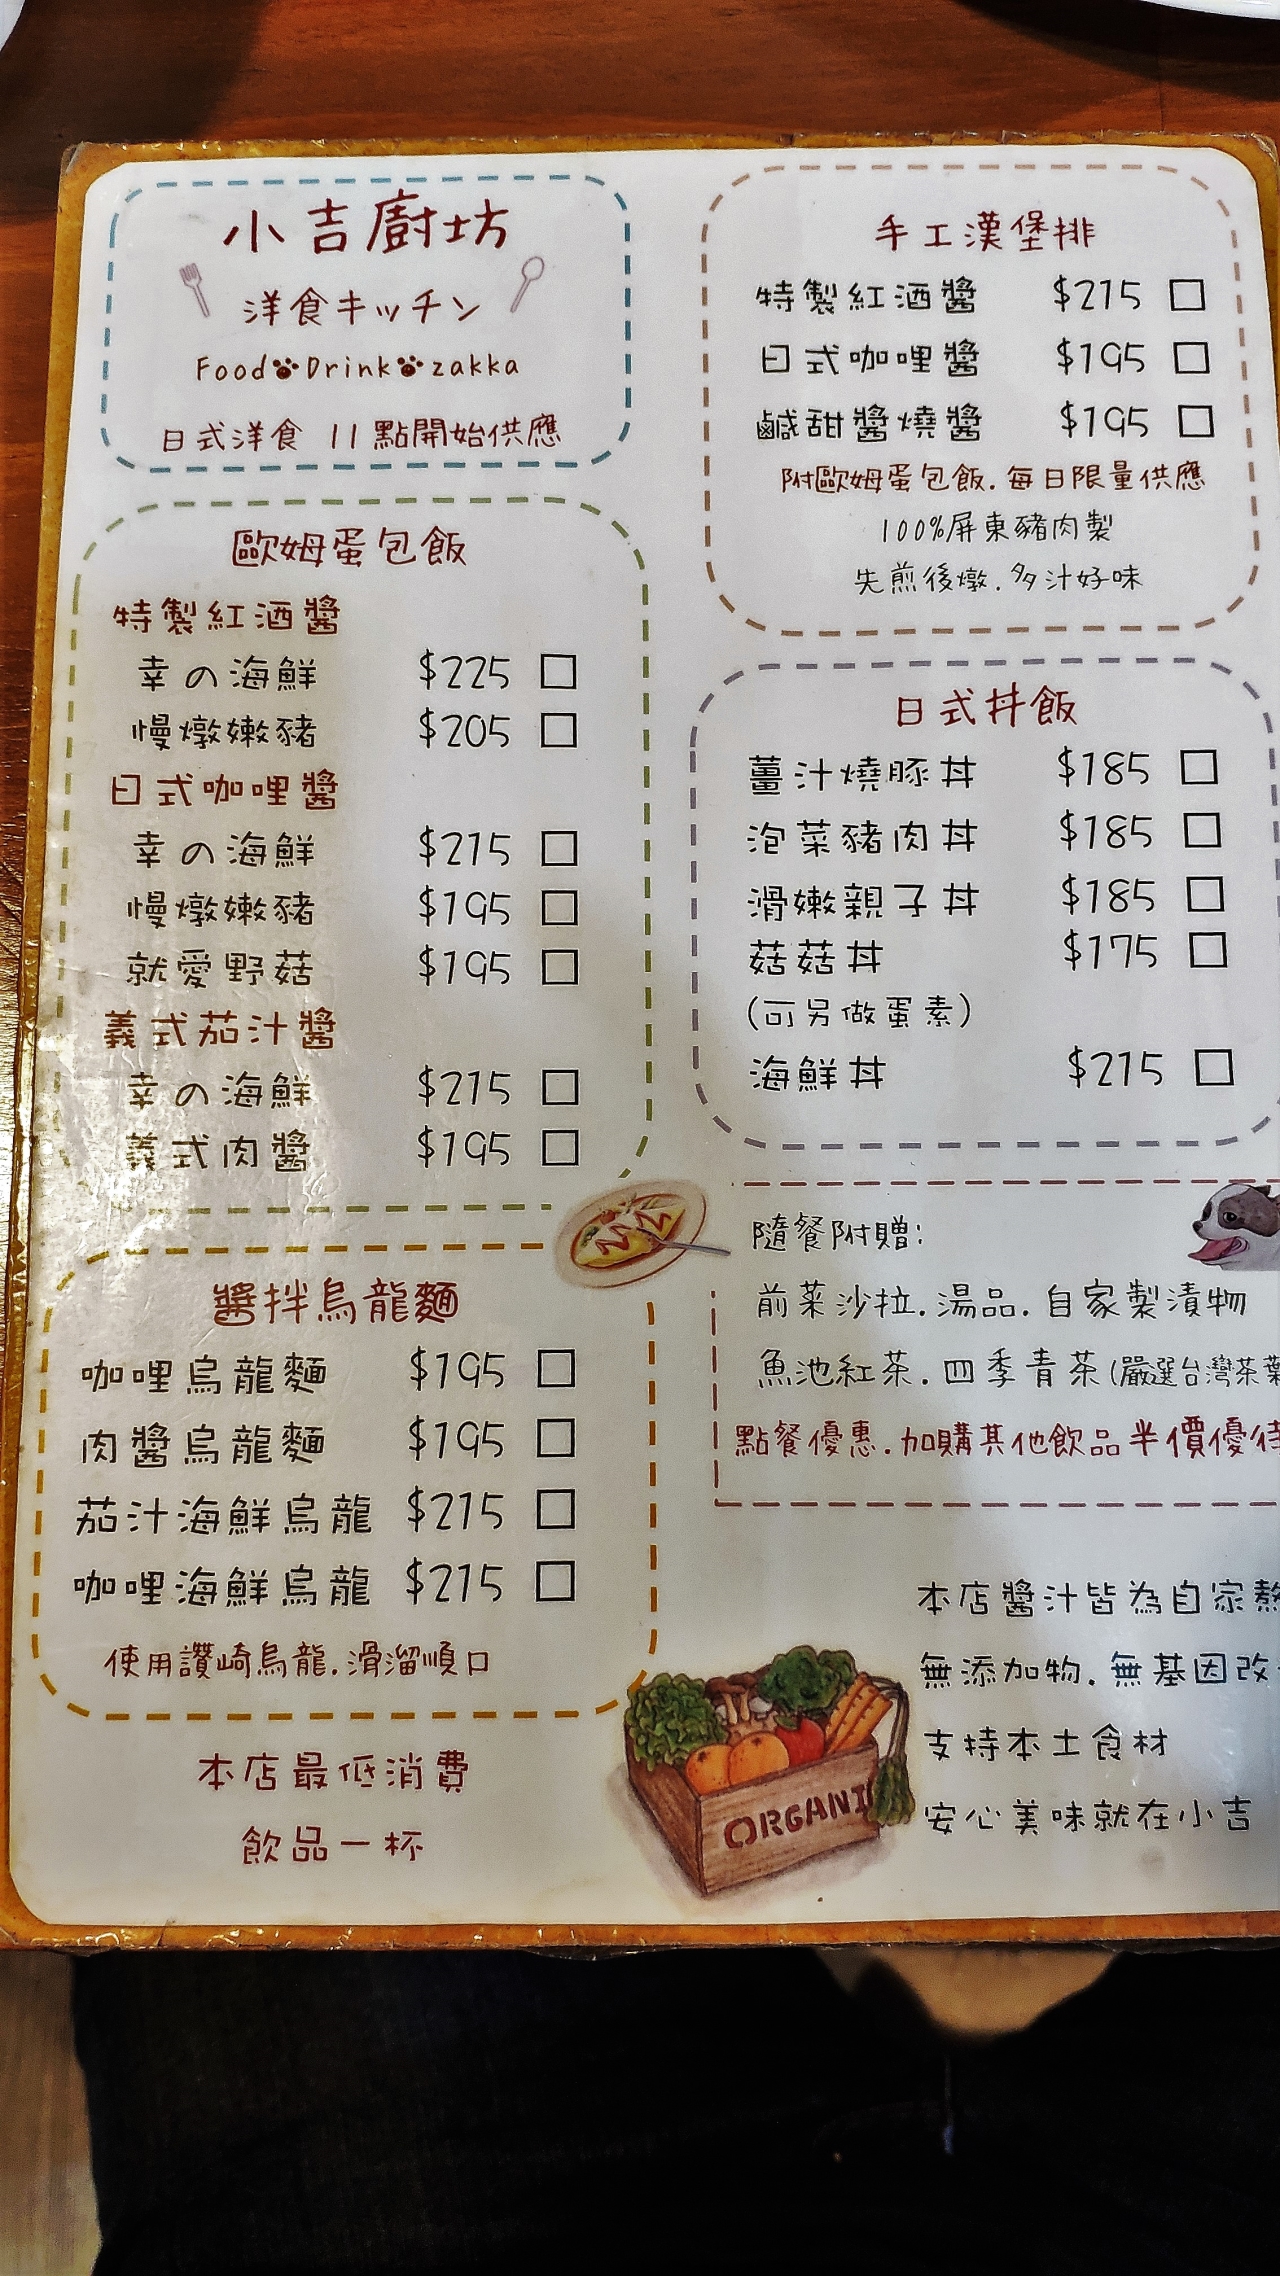 小吉廚坊
洋食キッチン
Food Drink zakka
日式洋食 11點開始供應
歐姆蛋包飯
特製紅酒醬
幸の海鮮 $225 □
慢燉嫩豬 $205 □
日式咖哩醬
幸の海鮮 $215 □
慢燉嫩豬 $195 □
就愛野菇 $195 □
義式茄汁醬
幸の海鮮 $215 □
義式肉醬 $195 □
醬拌烏龍麵
咖哩烏龍麵 $195 □
肉醬烏龍麵 $195 □
茄汁海鮮烏龍 $215 □
咖哩海鮮烏龍 $215 □
使用讚崎烏龍.滑溜順口
本店最低消費
飲品一杯
手工漢堡排
特製紅酒醬 $215 □
日式咖哩醬 $195 □
鹹甜醬燒醬 $195 □
附歐姆蛋包飯.每日限量供應
100%屏東豬肉製
先煎後燉.多汁好味
日式丼飯
薑汁燒豚丼 $185 □
泡菜豬肉丼 $185 □
滑嫩親子丼 $185 □
菇菇丼 $175 □
(可另做蛋素)
海鮮丼 $215 □
隨餐附贈:
前菜沙拉.湯品.自家製漬物
魚池紅茶.四季青茶(嚴選台灣茶葉
點餐優惠.加購其他飲品半價優待
本店醬汁皆為自家熬
無添加物.無基因改
支持本土食材
安心美味就在小吉
ORGANI